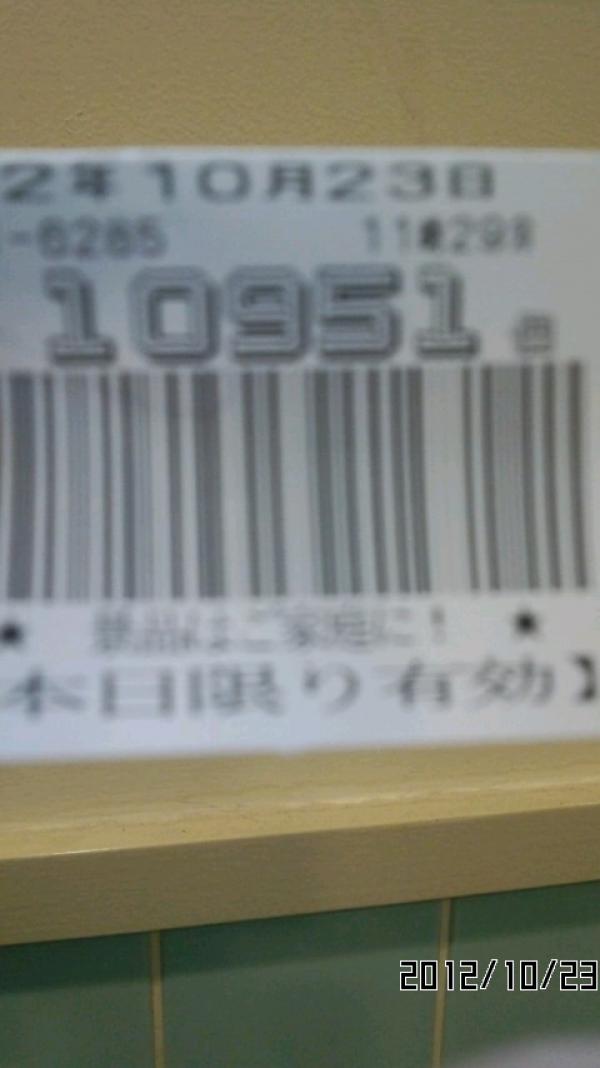 2年10月23日
-6285 11時29分
10951 個
★ 景品はご家庭に! ★
本日限り有効】
2012/10/23